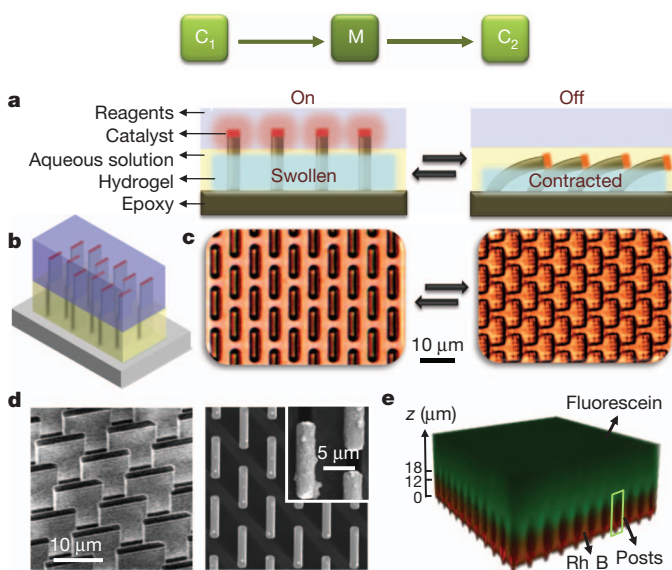 C1 M C2
a On Off
Reagents
Catalyst
Aqueous solution
Hydrogel Swollen Contracted
Epoxy
b c
10 μm
d e Fluorescein
z (μm)
5 μm
18
12
0
10 μm
Rh B Posts